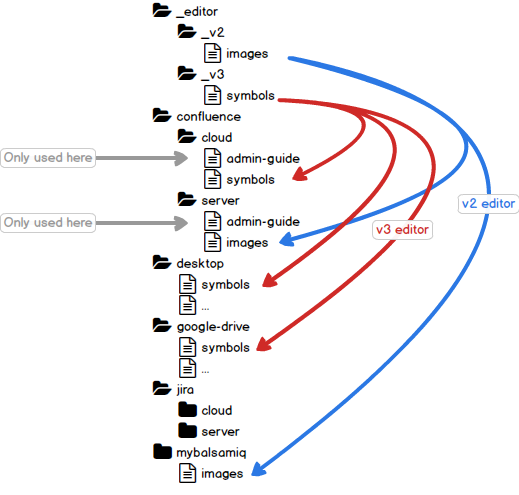 _editor
_v2
images
_v3
symbols
confluence
cloud
Only used here
admin-guide
symbols
server
v2 editor
Only used here
admin-guide
v3 editor
images
desktop
symbols
...
google-drive
symbols
...
jira
cloud
server
mybalsamiq
images